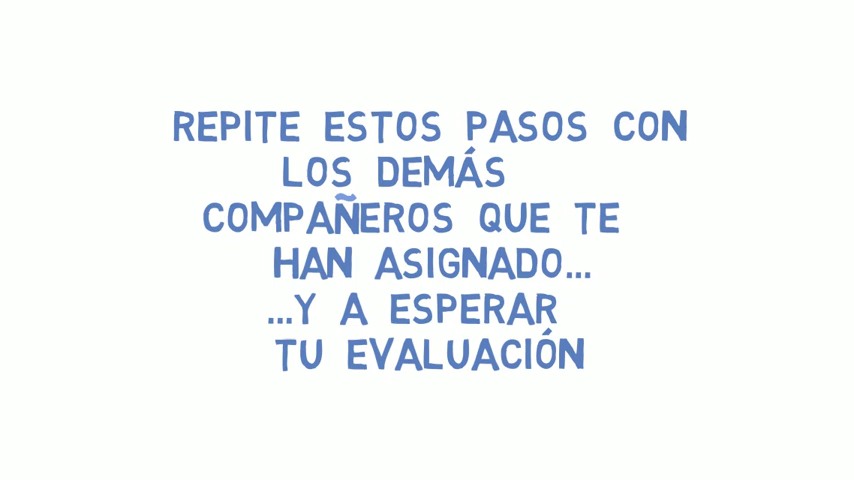 REPITE ESTOS PASOS CON
LOS DEMÁS
COMPAÑEROS QUE TE
HAN ASIGNADO...
...Y A ESPERAR
TU EVALUACIÓN